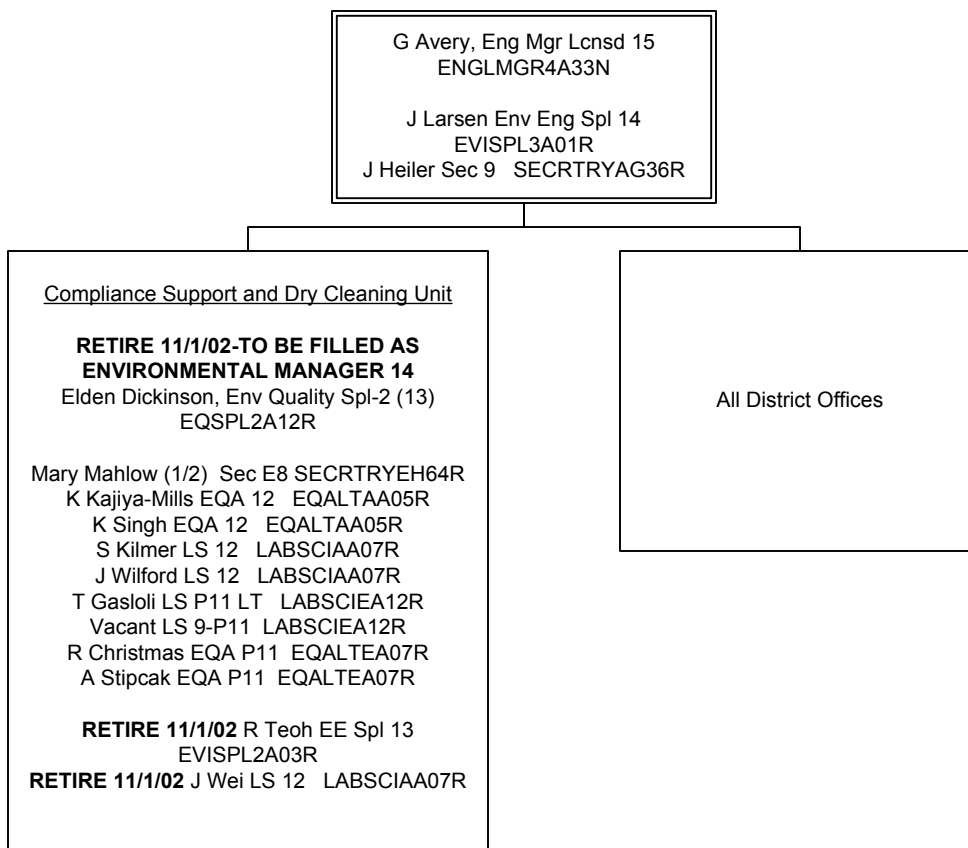 G Avery, Eng Mgr Lcnsd 15
ENGLMGR4A33N
J Larsen Env Eng Spl 14
EVISPL3A01R
J Heiler Sec 9 SECRTRYAG36R
Compliance Support and Dry Cleaning Unit
RETIRE 11/1/02-TO BE FILLED AS
ENVIRONMENTAL MANAGER 14
Elden Dickinson, Env Quality Spl-2 (13)
EQSPL2A12R
Mary Mahlow (1/2) Sec E8 SECRTRYEH64R
K Kajiya-Mills EQA 12 EQALTAA05R
K Singh EQA 12 EQALTAA05R
S Kilmer LS 12 LABSCIAA07R
J Wilford LS 12 LABSCIAA07R
T Gasloli LS P11 LT LABSCIEA12R
Vacant LS 9-P11 LABSCIEA12R
R Christmas EQA P11 EQALTEA07R
A Stipcak EQA P11 EQALTEA07R
RETIRE 11/1/02 R Teoh EE Spl 13
EVISPL2A03R
RETIRE 11/1/02 J Wei LS 12 LABSCIAA07R
All District Offices